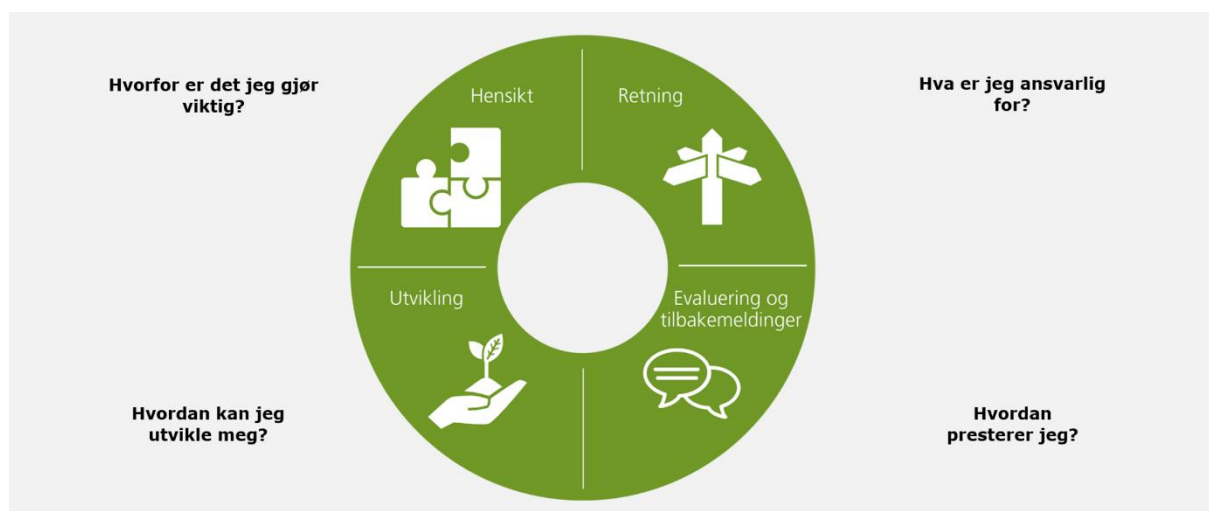 Hvorfor er det jeg gjør
viktig?
Hensikt
Retning
Hva er jeg ansvarlig
for?
Utvikling
Evaluering og
tilbakemeldinger
Hvordan kan jeg
utvikle meg?
Hvordan
presterer jeg?